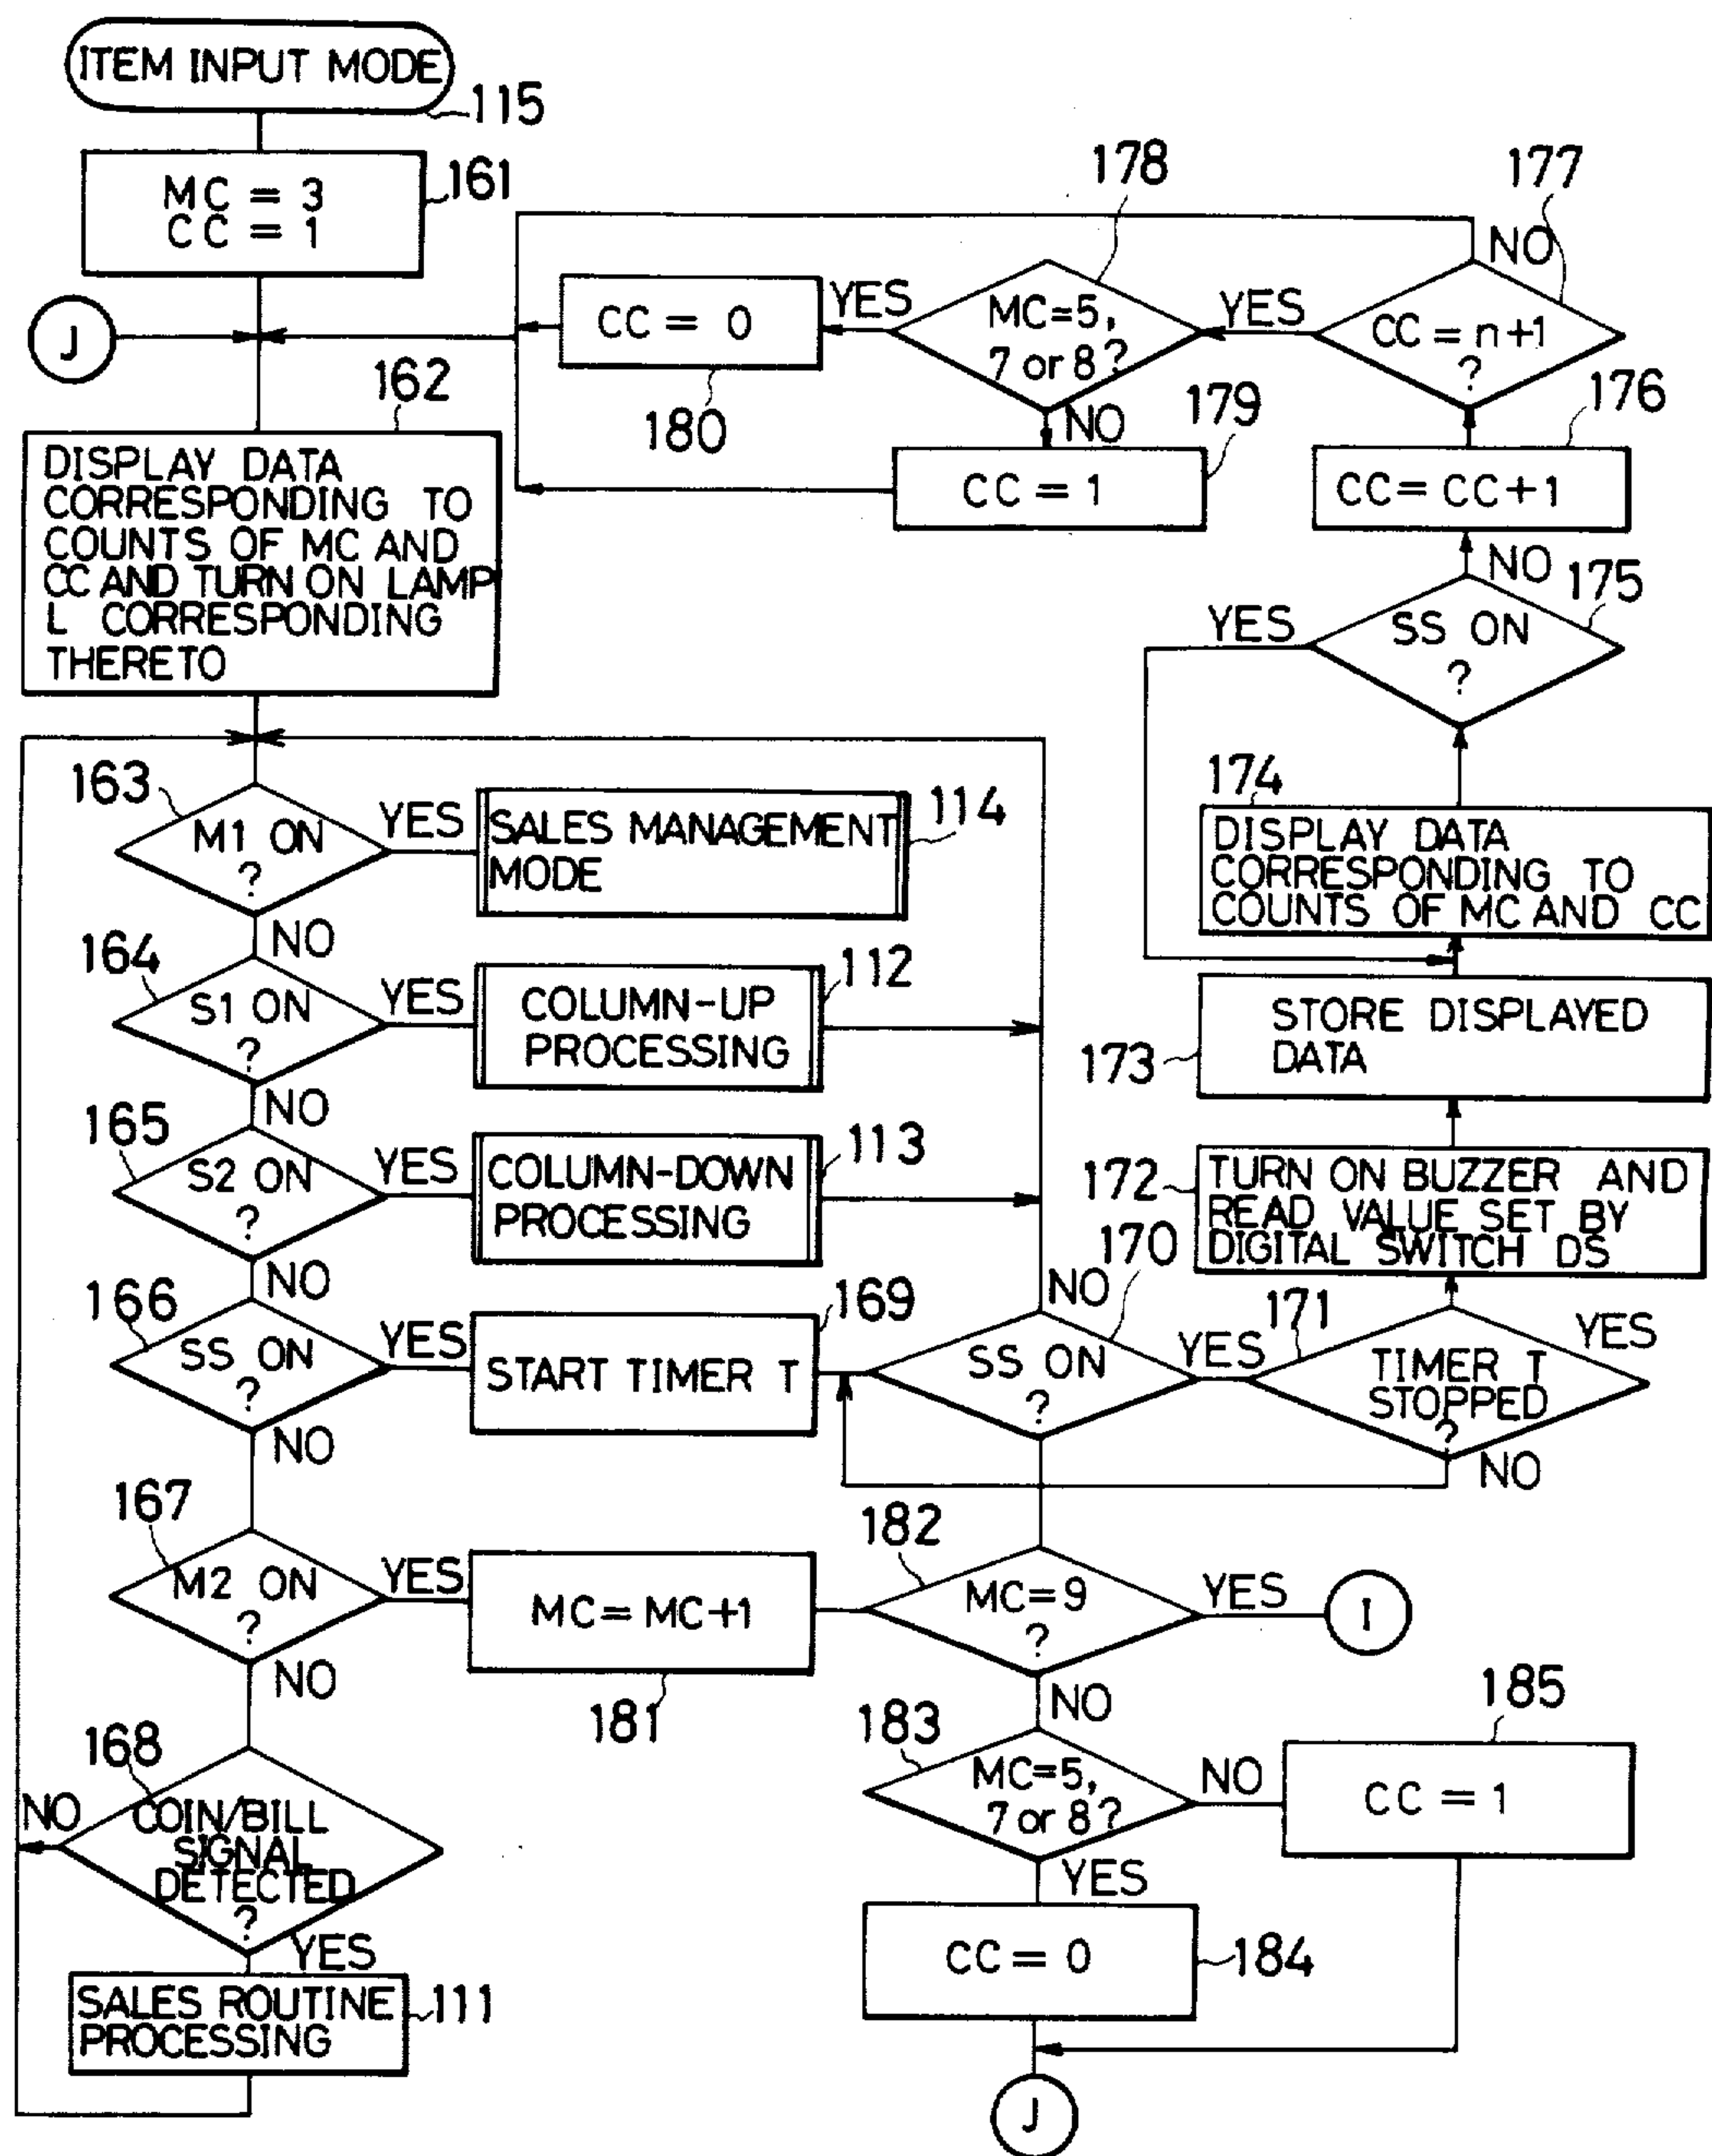 ITEM INPUT MODE
115
MC = 3
CC = 1
161
J
162
DISPLAY DATA
CORRESPONDING TO
COUNTS OF MC AND
CC AND TURN ON LAMP
L CORRESPONDING
THERETO
178
177
NO
CC = 0
YES
MC=5,
7 or 8?
YES
CC = n+1
?
180
NO
179
176
CC = 1
CC = CC+1
NO
175
YES
SS ON
?
163
M1 ON
?
YES
SALES MANAGEMENT
MODE
114
174
DISPLAY DATA
CORRESPONDING TO
COUNTS OF MC AND CC
NO
164
S1 ON
?
YES
COLUMN-UP
PROCESSING
112
STORE DISPLAYED
DATA
173
NO
165
S2 ON
?
YES
COLUMN-DOWN
PROCESSING
113
172
TURN ON BUZZER AND
READ VALUE SET BY
DIGITAL SWITCH DS
170
NO
166
SS ON
?
YES
START TIMER T
169
NO
SS ON
?
YES
171
TIMER T
STOPPED
?
YES
NO
NO
167
M2 ON
?
YES
MC = MC+1
181
182
MC=9
?
YES
I
NO
NO
168
COIN/BILL
SIGNAL
DETECTED
?
NO
YES
183
MC=5,
7 or 8?
NO
185
CC = 1
YES
CC = 0
184
SALES ROUTINE
PROCESSING
111
J